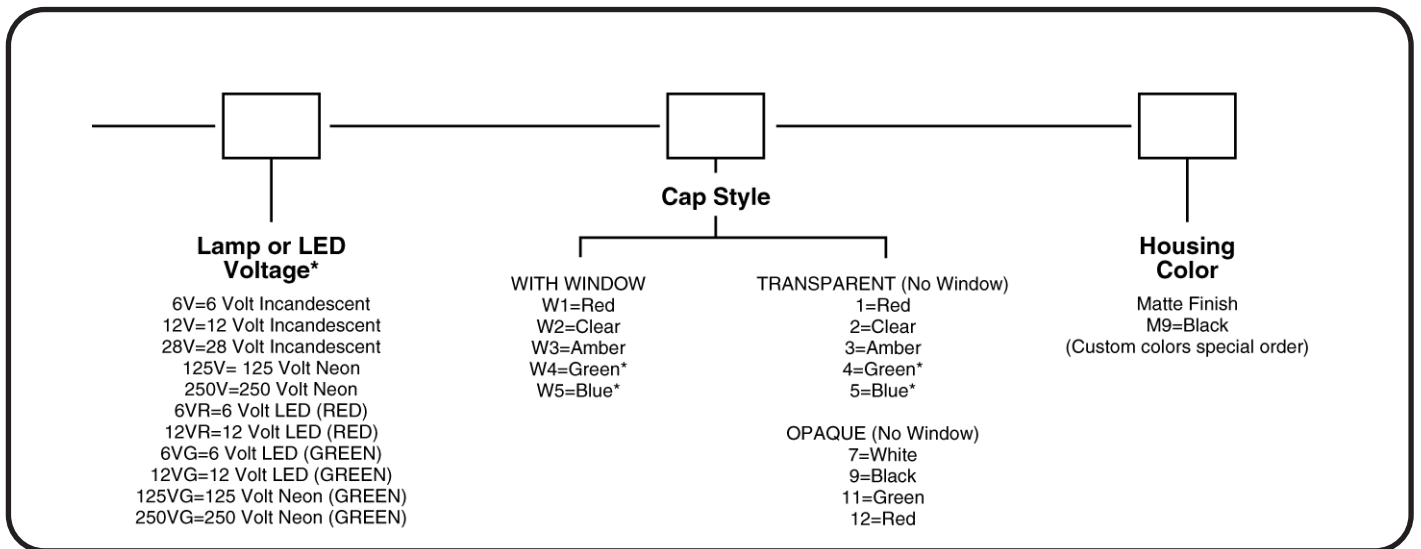 Lamp or LED
Voltage*
6V=6 Volt Incandescent
12V=12 Volt Incandescent
28V=28 Volt Incandescent
125V= 125 Volt Neon
250V=250 Volt Neon
6VR=6 Volt LED (RED)
12VR=12 Volt LED (RED)
6VG=6 Volt LED (GREEN)
12VG=12 Volt LED (GREEN)
125VG=125 Volt Neon (GREEN)
250VG=250 Volt Neon (GREEN)
Cap Style
WITH WINDOW
W1=Red
W2=Clear
W3=Amber
W4=Green*
W5=Blue*
TRANSPARENT (No Window)
1=Red
2=Clear
3=Amber
4=Green*
5=Blue*
OPAQUE (No Window)
7=White
9=Black
11=Green
12=Red
Housing
Color
Matte Finish
M9=Black
(Custom colors special order)